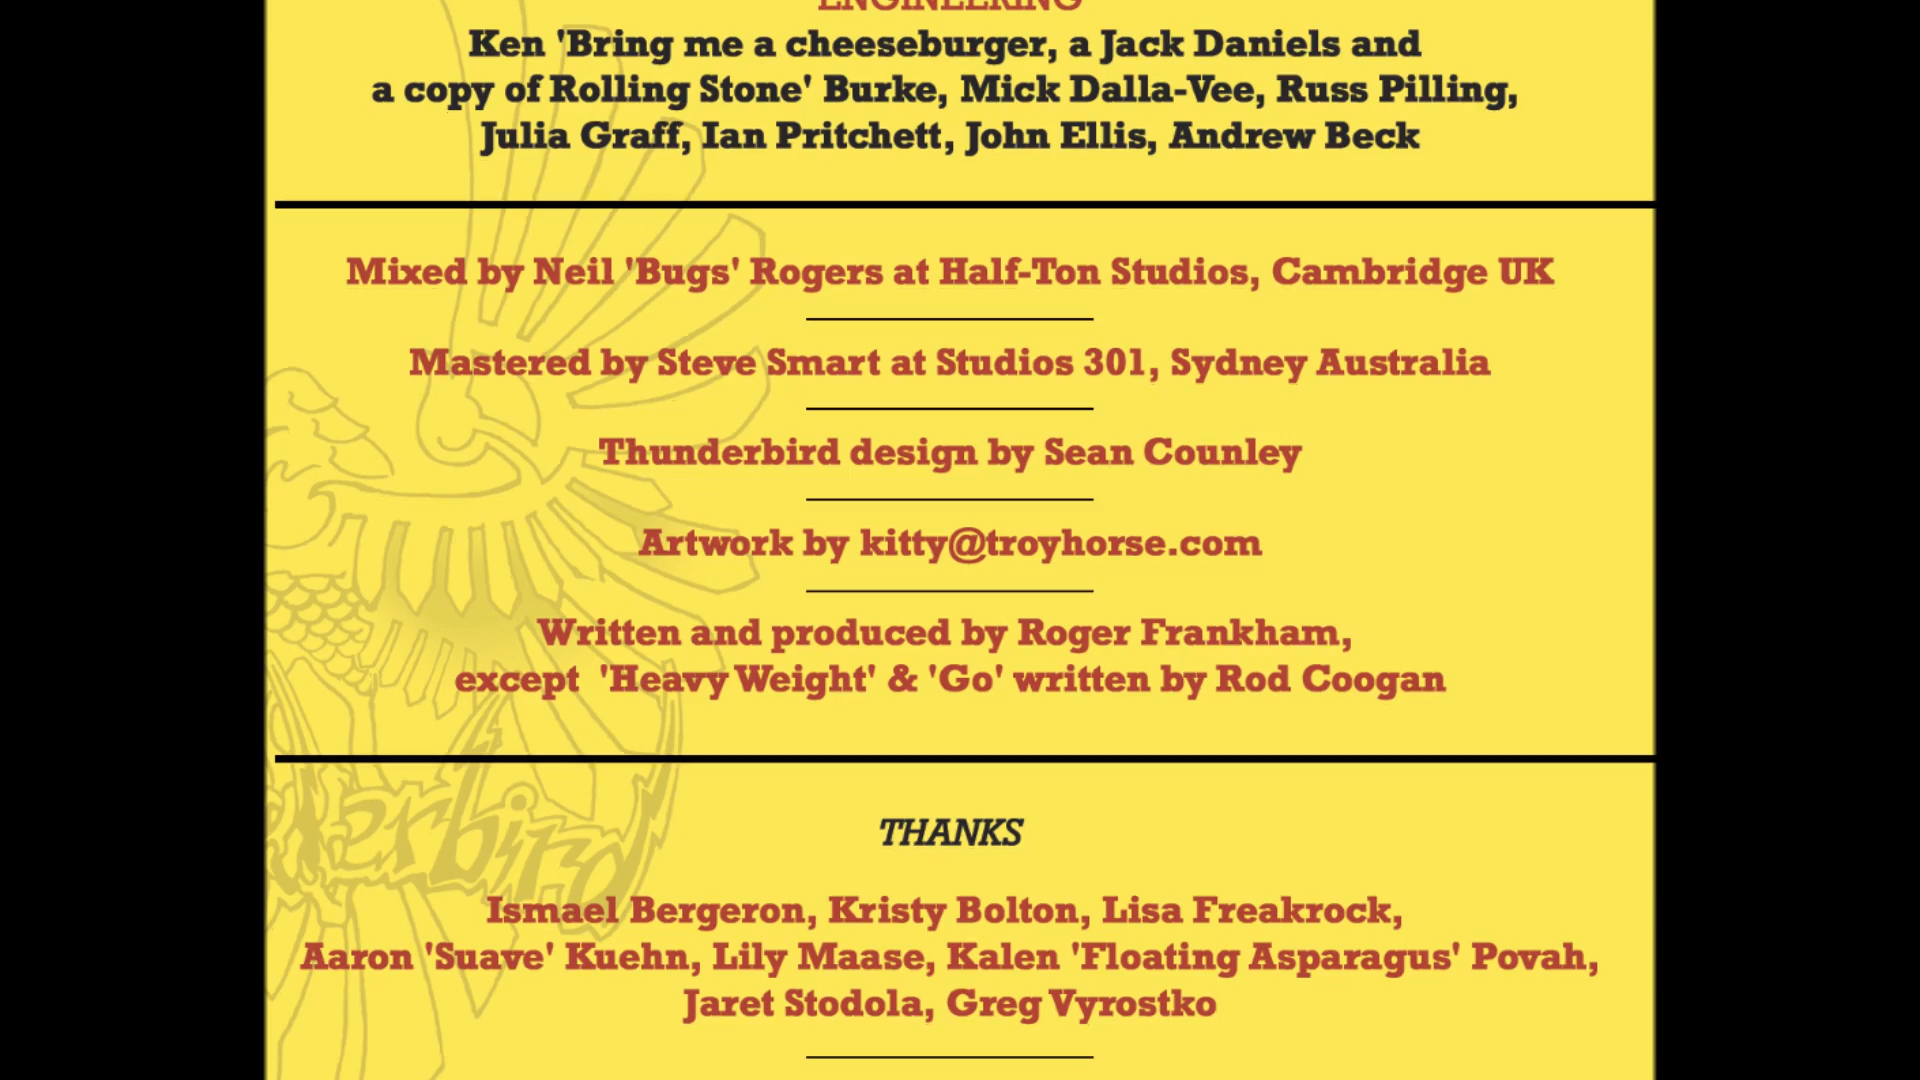 ENGINEERING
Ken 'Bring me a cheeseburger, a Jack Daniels and
a copy of Rolling Stone' Burke, Mick Dalla-Vee, Russ Pilling,
Julia Graff, Ian Pritchett, John Ellis, Andrew Beck
Mixed by Neil 'Bugs' Rogers at Half-Ton Studios, Cambridge UK
Mastered by Steve Smart at Studios 301, Sydney Australia
Thunderbird design by Sean Counley
Artwork by kitty@troyhorse.com
Written and produced by Roger Frankham,
except 'Heavy Weight' & 'Go' written by Rod Coogan
THANKS
Ismael Bergeron, Kristy Bolton, Lisa Freakrock,
Aaron 'Suave' Kuehn, Lily Maase, Kalen 'Floating Asparagus' Povah,
Jaret Stodola, Greg Vyrostko